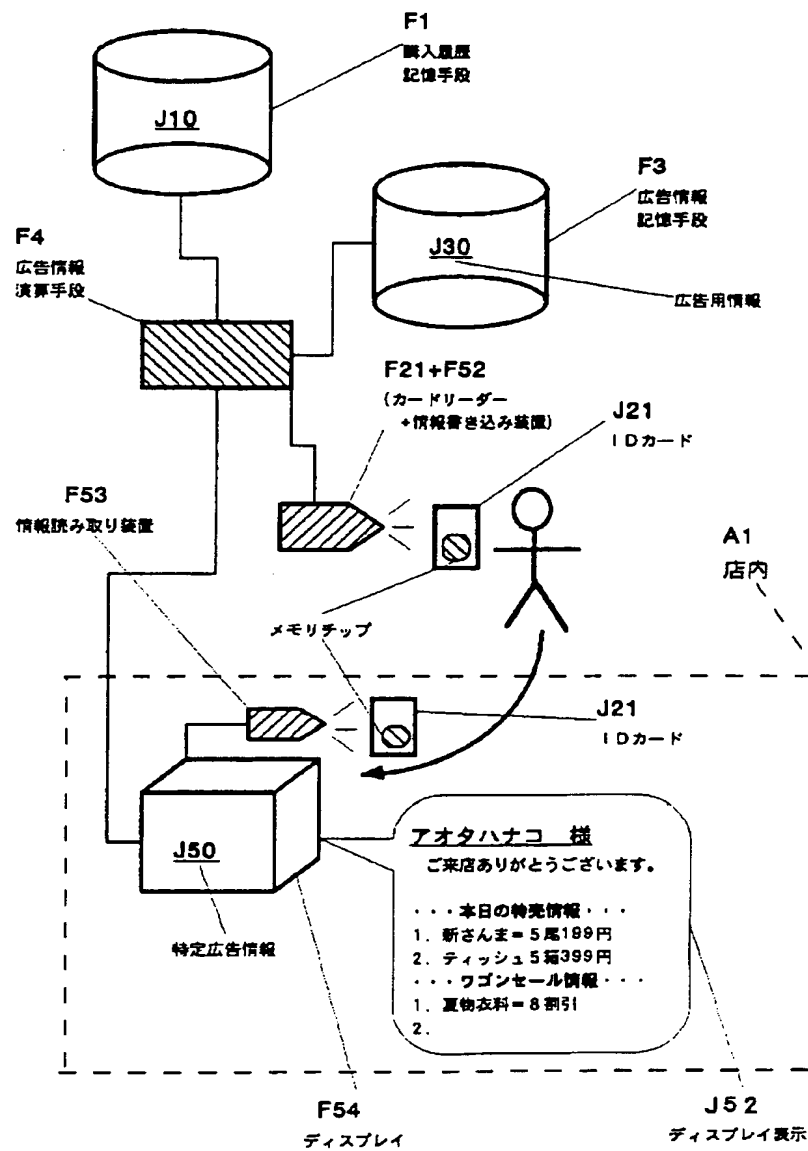 F1
購入履歴
記憶手段
J10
F3
広告情報
記憶手段
J30
F4
広告情報
演算手段
広告用情報
F21+F52
(カードリーダー
+情報書き込み装置)
J21
IDカード
F53
情報読み取り装置
A1
店内
メモリチップ
J21
IDカード
J50
特定広告情報
アオタハナコ 様
ご来店ありがとうございます。
・・・本日の特売情報・・・
1. 新さんま=5尾199円
2. ティッシュ5箱399円
・・・ワゴンセール情報・・・
1. 夏物衣料=8割引
2.
F54
ディスプレイ
J52
ディスプレイ表示